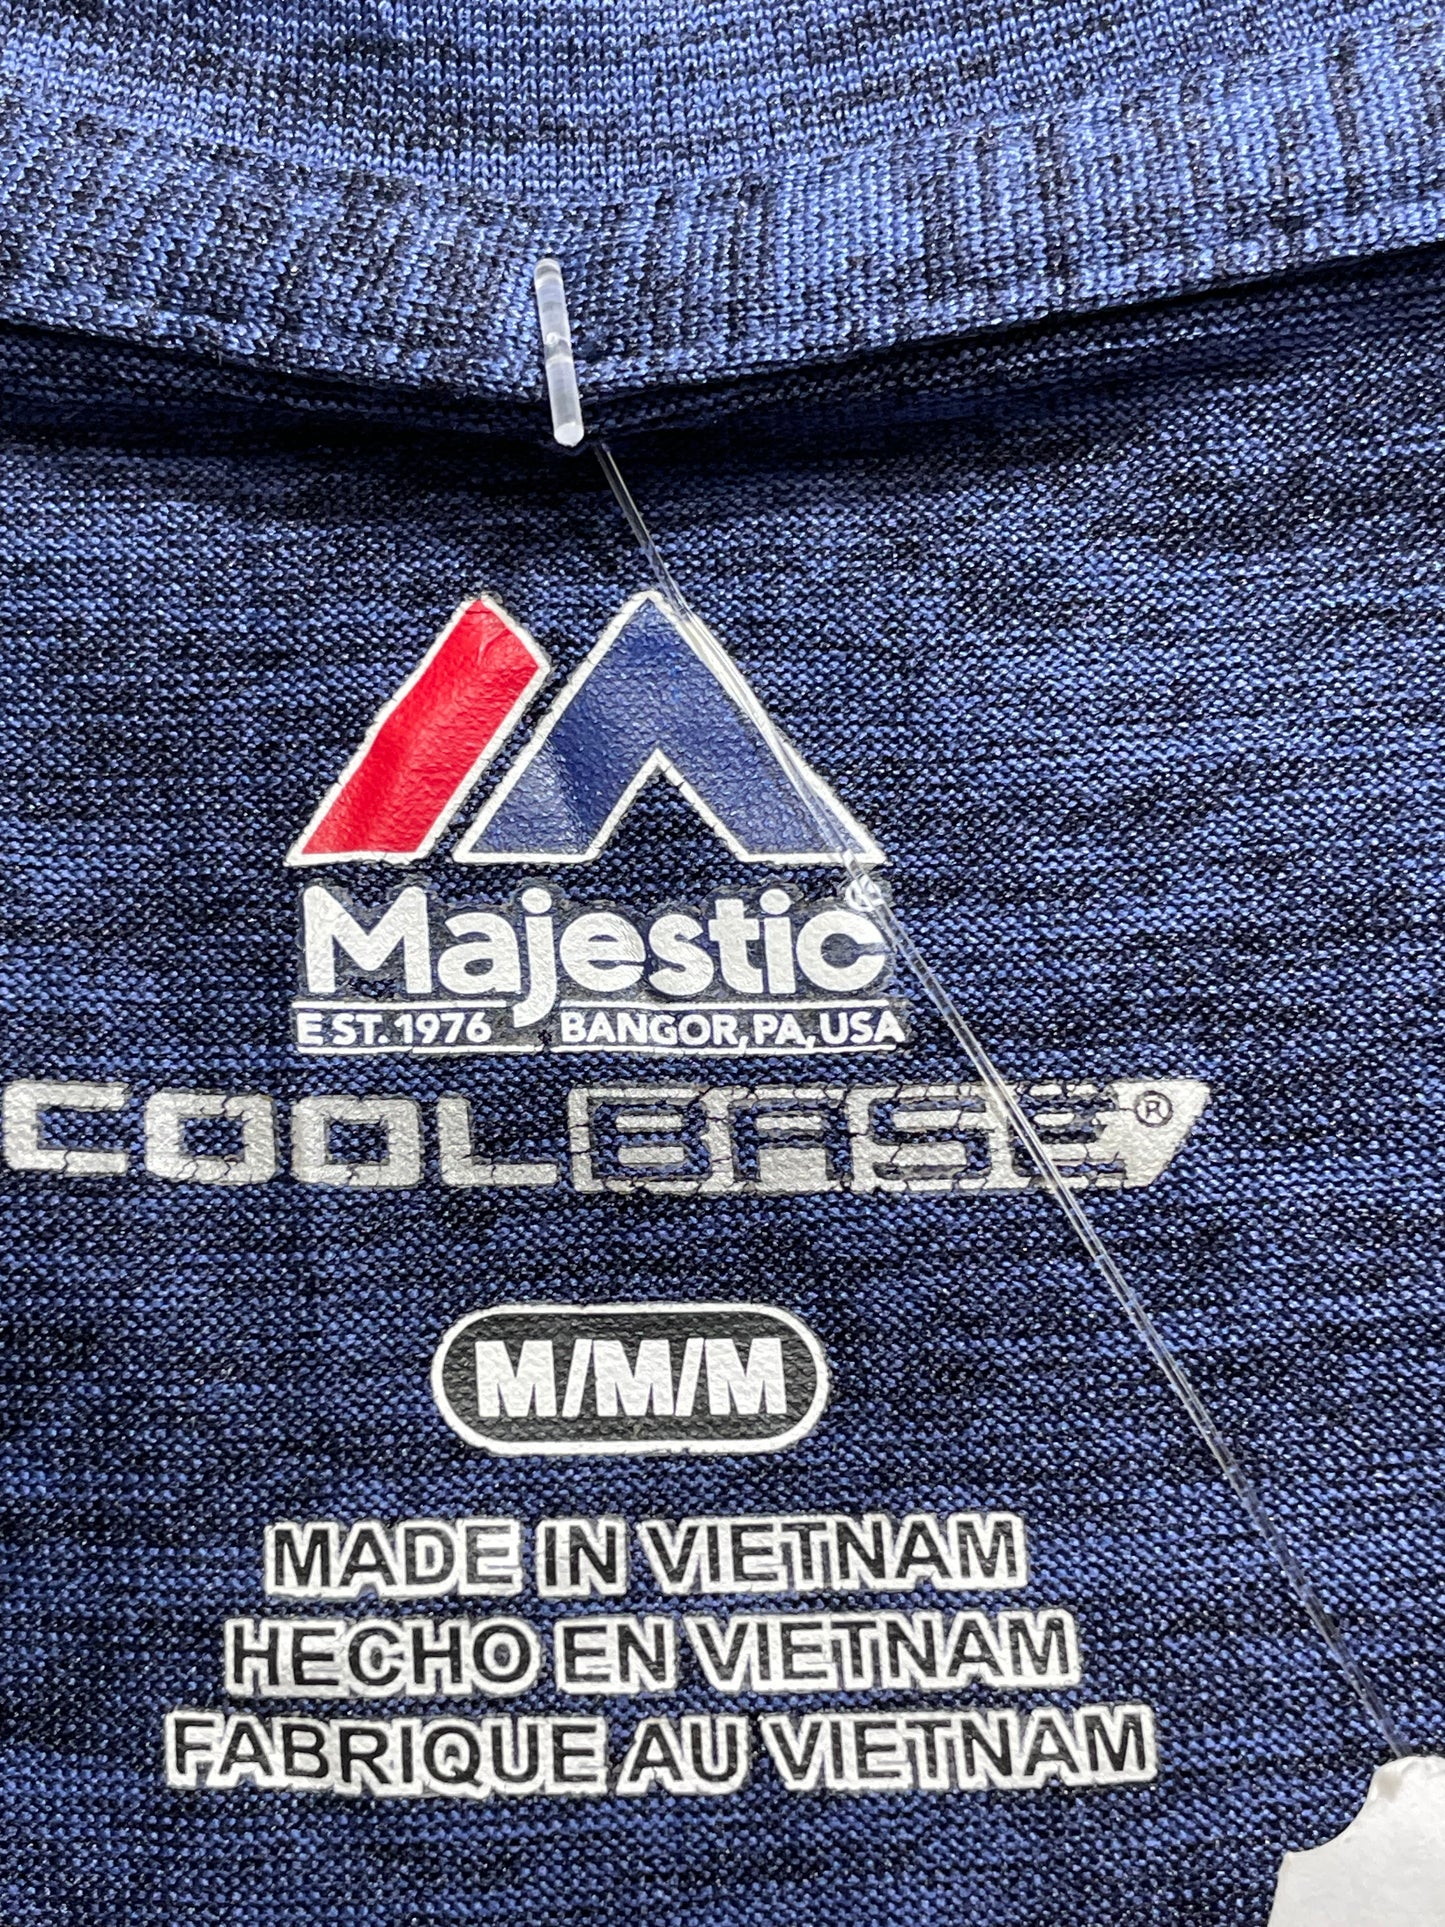 Majestic
EST. 1976 BANGOR, PA, USA
COOLBASE®
M/M/M
MADE IN VIETNAM
HECHO EN VIETNAM
FABRIQUE AU VIETNAM